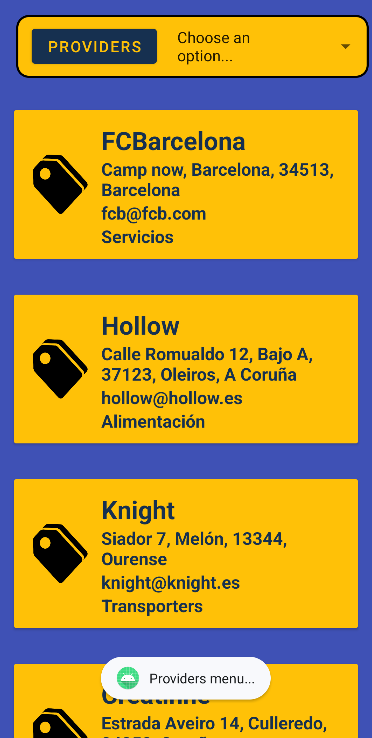 PROVIDERS
Choose an
option...
FCBarcelona
Camp now, Barcelona, 34513,
Barcelona
fcb@fcb.com
Servicios
Hollow
Calle Romualdo 12, Bajo A,
37123, Oleiros, A Coruña
hollow@hollow.es
Alimentación
Knight
Siador 7, Melón, 13344,
Ourense
knight@knight.es
Transporters
Providers menu...
Estrada Aveiro 14, Culleredo,